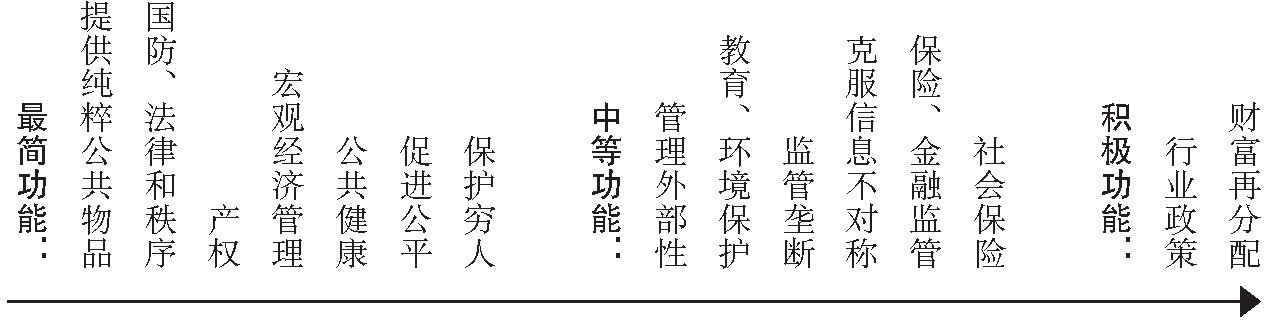 最简功能：
提供纯粹公共物品
国防、法律和秩序
产权
宏观经济管理
公共健康
促进公平
保护穷人
中等功能：
管理外部性
教育、环境保护
监管垄断
克服信息不对称
保险、金融监管
社会保险
积极功能：
行业政策
财富再分配